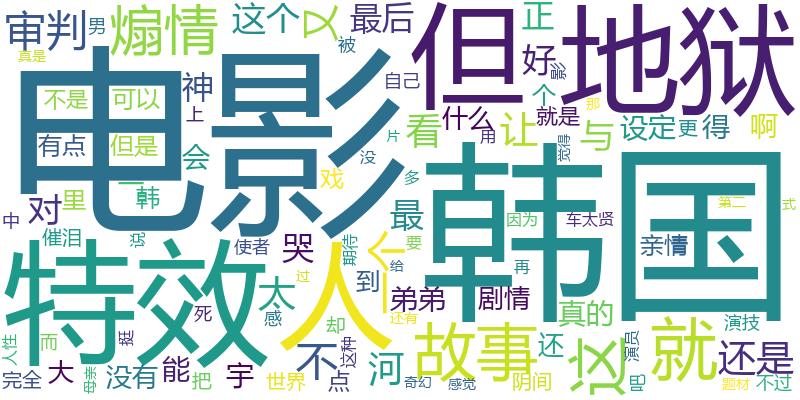 审判
男
煽情
这个
又
最后
正
真是
电影
但
地狱
被
好
影
神
自己
个
那
不是
可以
上
什么
就是
有点
但是
会
看
让
用
与
设定
更
得
啊
片
没
觉得
一
韩
戏
多
韩国
里
对
最
因为
车太贤
第二
式
中
催泪
说
使者
哭
个
期待
要
亲情
特效
人
到
给
再
过
太
感
弟弟
剧情
真的
死
却
还有
这种
故事
这
就
演技
人性
而
挺
还
演员
还是
完全
大
母亲
没有
能
把
宇
世界
不
点
河
奇幻
感觉
阴间
吧
题材
不过